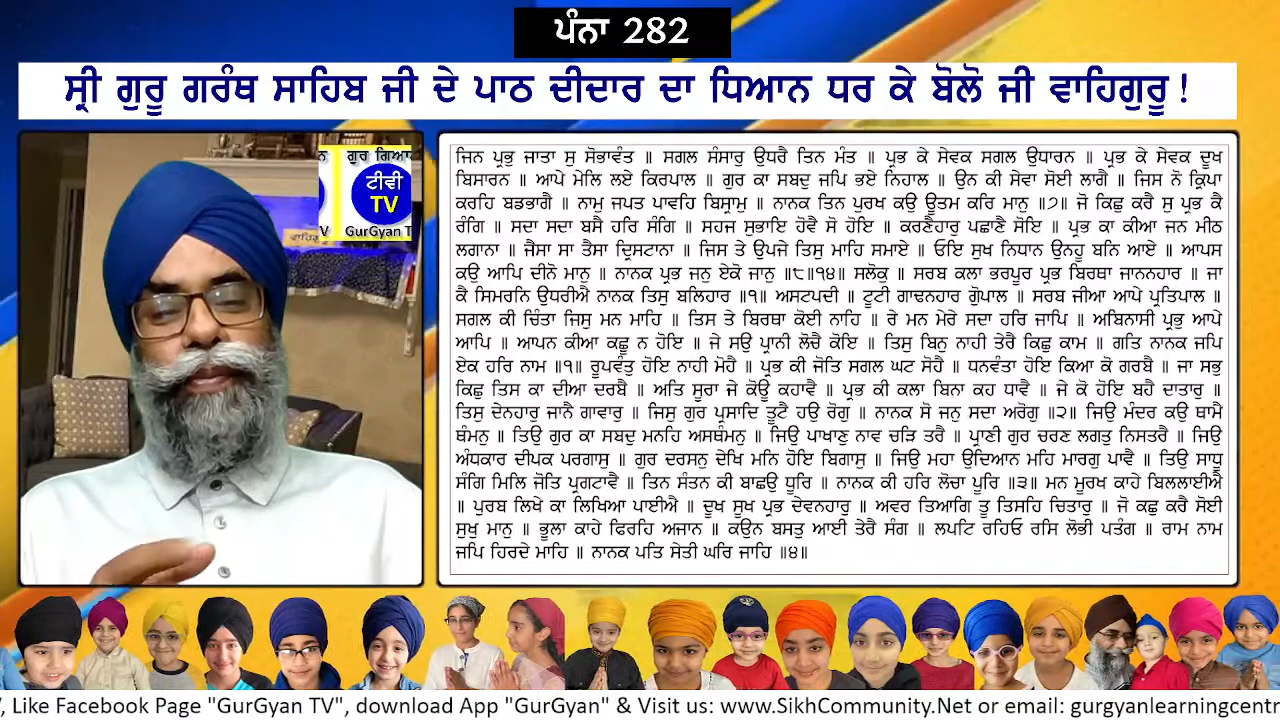 ਪੰਨਾ 282
ਸ੍ਰੀ ਗੁਰੂ ਗਰੰਥ ਸਾਹਿਬ ਜੀ ਦੇ ਪਾਠ ਦੀਦਾਰ ਦਾ ਧਿਆਨ ਧਰ ਕੇ ਬੋਲੋ ਜੀ ਵਾਹਿਗੁਰੂ!
ਗੁਰ ਗਿਆਨ
ਟੀਵੀ
TV
GurGyan T
ਜਿਨ ਪ੍ਰਭੁ ਜਾਤਾ ਸੁ ਸੋਭਾਵੰਤ ॥ ਸਗਲ ਸੰਸਾਰੁ ਉਧਰੈ ਤਿਨ ਮੰਤ ॥ ਪ੍ਰਭ ਕੇ ਸੇਵਕ ਸਗਲ ਉਧਾਰਨ ॥ ਪ੍ਰਭ ਕੇ ਸੇਵਕ ਦੂਖ
ਬਿਸਾਰਨ ॥ ਆਪੇ ਮੇਲਿ ਲਏ ਕਿਰਪਾਲ ॥ ਗੁਰ ਕਾ ਸਬਦੁ ਜਪਿ ਭਏ ਨਿਹਾਲ ॥ ਉਨ ਕੀ ਸੇਵਾ ਸੋਈ ਲਾਗੈ ॥ ਜਿਸ ਨੋ ਕ੍ਰਿਪਾ
ਕਰਹਿ ਬਡਭਾਗੈ ॥ ਨਾਮੁ ਜਪਤ ਪਾਵਹਿ ਬਿਸ੍ਰਾਮੁ ॥ ਨਾਨਕ ਤਿਨ ਪੁਰਖ ਕਉ ਊਤਮ ਕਰਿ ਮਾਨੁ ॥੭॥ ਜੋ ਕਿਛੁ ਕਰੈ ਸੁ ਪ੍ਰਭ ਕੈ
ਰੰਗਿ ॥ ਸਦਾ ਸਦਾ ਬਸੈ ਹਰਿ ਸੰਗਿ ॥ ਸਹਜ ਸੁਭਾਇ ਹੋਵੈ ਸੋ ਹੋਇ ॥ ਕਰਣੈਹਾਰੁ ਪਛਾਣੈ ਸੋਇ ॥ ਪ੍ਰਭ ਕਾ ਕੀਆ ਜਨ ਮੀਠ
ਲਗਾਨਾ ॥ ਜੈਸਾ ਸਾ ਤੈਸਾ ਦ੍ਰਿਸਟਾਨਾ ॥ ਜਿਸ ਤੇ ਉਪਜੇ ਤਿਸੁ ਮਾਹਿ ਸਮਾਏ ॥ ਓਇ ਸੁਖ ਨਿਧਾਨ ਉਨਹੂ ਬਨਿ ਆਏ ॥ ਆਪਸ
ਕਉ ਆਪਿ ਦੀਨੋ ਮਾਨੁ ॥ ਨਾਨਕ ਪ੍ਰਭ ਜਨੁ ਏਕੋ ਜਾਨੁ ॥੮॥੧੪॥ ਸਲੋਕੁ ॥ ਸਰਬ ਕਲਾ ਭਰਪੂਰ ਪ੍ਰਭ ਬਿਰਥਾ ਜਾਨਨਹਾਰ ॥ ਜਾ
ਕੈ ਸਿਮਰਨਿ ਉਧਰੀਐ ਨਾਨਕ ਤਿਸੁ ਬਲਿਹਾਰ ॥੧॥ ਅਸਟਪਦੀ ॥ ਟੂਟੀ ਗਾਢਨਹਾਰ ਗੋੁਪਾਲ ॥ ਸਰਬ ਜੀਆ ਆਪੇ ਪ੍ਰਤਿਪਾਲ ॥
ਸਗਲ ਕੀ ਚਿੰਤਾ ਜਿਸੁ ਮਨ ਮਾਹਿ ॥ ਤਿਸ ਤੇ ਬਿਰਥਾ ਕੋਈ ਨਾਹਿ ॥ ਰੇ ਮਨ ਮੇਰੇ ਸਦਾ ਹਰਿ ਜਾਪਿ ॥ ਅਬਿਨਾਸੀ ਪ੍ਰਭੁ ਆਪੇ
ਆਪਿ ॥ ਆਪਨ ਕੀਆ ਕਛੂ ਨ ਹੋਇ ॥ ਜੇ ਸਉ ਪ੍ਰਾਨੀ ਲੋਚੈ ਕੋਇ ॥ ਤਿਸੁ ਬਿਨੁ ਨਾਹੀ ਤੇਰੈ ਕਿਛੁ ਕਾਮ ॥ ਗਤਿ ਨਾਨਕ ਜਪਿ
ਏਕ ਹਰਿ ਨਾਮ ॥੧॥ ਰੂਪਵੰਤੁ ਹੋਇ ਨਾਹੀ ਮੋਹੈ ॥ ਪ੍ਰਭ ਕੀ ਜੋਤਿ ਸਗਲ ਘਟ ਸੋਹੈ ॥ ਧਨਵੰਤਾ ਹੋਇ ਕਿਆ ਕੋ ਗਰਬੈ ॥ ਜਾ ਸਭੁ
ਕਿਛੁ ਤਿਸ ਕਾ ਦੀਆ ਦਰਬੈ ॥ ਅਤਿ ਸੂਰਾ ਜੇ ਕੋਊ ਕਹਾਵੈ ॥ ਪ੍ਰਭ ਕੀ ਕਲਾ ਬਿਨਾ ਕਹ ਧਾਵੈ ॥ ਜੇ ਕੋ ਹੋਇ ਬਹੈ ਦਾਤਾਰੁ ॥
ਤਿਸੁ ਦੇਨਹਾਰੁ ਜਾਨੈ ਗਾਵਾਰੁ ॥ ਜਿਸੁ ਗੁਰ ਪ੍ਰਸਾਦਿ ਤੂਟੈ ਹਉ ਰੋਗੁ ॥ ਨਾਨਕ ਸੋ ਜਨੁ ਸਦਾ ਅਰੋਗੁ ॥੨॥ ਜਿਉ ਮੰਦਰ ਕਉ ਥਾਮੈ
ਥੰਮਨੁ ॥ ਤਿਉ ਗੁਰ ਕਾ ਸਬਦੁ ਮਨਹਿ ਅਸਥੰਮਨੁ ॥ ਜਿਉ ਪਾਖਾਣੁ ਨਾਵ ਚੜਿ ਤਰੈ ॥ ਪ੍ਰਾਣੀ ਗੁਰ ਚਰਣ ਲਗਤੁ ਨਿਸਤਰੈ ॥ ਜਿਉ
ਅੰਧਕਾਰ ਦੀਪਕ ਪਰਗਾਸੁ ॥ ਗੁਰ ਦਰਸਨੁ ਦੇਖਿ ਮਨਿ ਹੋਇ ਬਿਗਾਸੁ ॥ ਜਿਉ ਮਹਾ ਉਦਿਆਨ ਮਹਿ ਮਾਰਗੁ ਪਾਵੈ ॥ ਤਿਉ ਸਾਧੂ
ਸੰਗਿ ਮਿਲਿ ਜੋਤਿ ਪ੍ਰਗਟਾਵੈ ॥ ਤਿਨ ਸੰਤਨ ਕੀ ਬਾਛਉ ਧੂਰਿ ॥ ਨਾਨਕ ਕੀ ਹਰਿ ਲੋਚਾ ਪੂਰਿ ॥੩॥ ਮਨ ਮੂਰਖ ਕਾਹੇ ਬਿਲਲਾਈਐ
॥ ਪੁਰਬ ਲਿਖੇ ਕਾ ਲਿਖਿਆ ਪਾਈਐ ॥ ਦੂਖ ਸੂਖ ਪ੍ਰਭ ਦੇਵਨਹਾਰੁ ॥ ਅਵਰ ਤਿਆਗਿ ਤੂ ਤਿਸਹਿ ਚਿਤਾਰੁ ॥ ਜੋ ਕਛੁ ਕਰੈ ਸੋਈ
ਸੁਖੁ ਮਾਨੁ ॥ ਭੂਲਾ ਕਾਹੇ ਫਿਰਹਿ ਅਜਾਨ ॥ ਕਉਨ ਬਸਤੁ ਆਈ ਤੇਰੈ ਸੰਗ ॥ ਲਪਟਿ ਰਹਿਓ ਰਸਿ ਲੋਭੀ ਪਤੰਗ ॥ ਰਾਮ ਨਾਮ
ਜਪਿ ਹਿਰਦੇ ਮਾਹਿ ॥ ਨਾਨਕ ਪਤਿ ਸੇਤੀ ਘਰਿ ਜਾਹਿ ॥੪॥
, Like Facebook Page "GurGyan TV", download App "GurGyan" & Visit us: www.SikhCommunity.Net or email: gurgyanlearningcentr